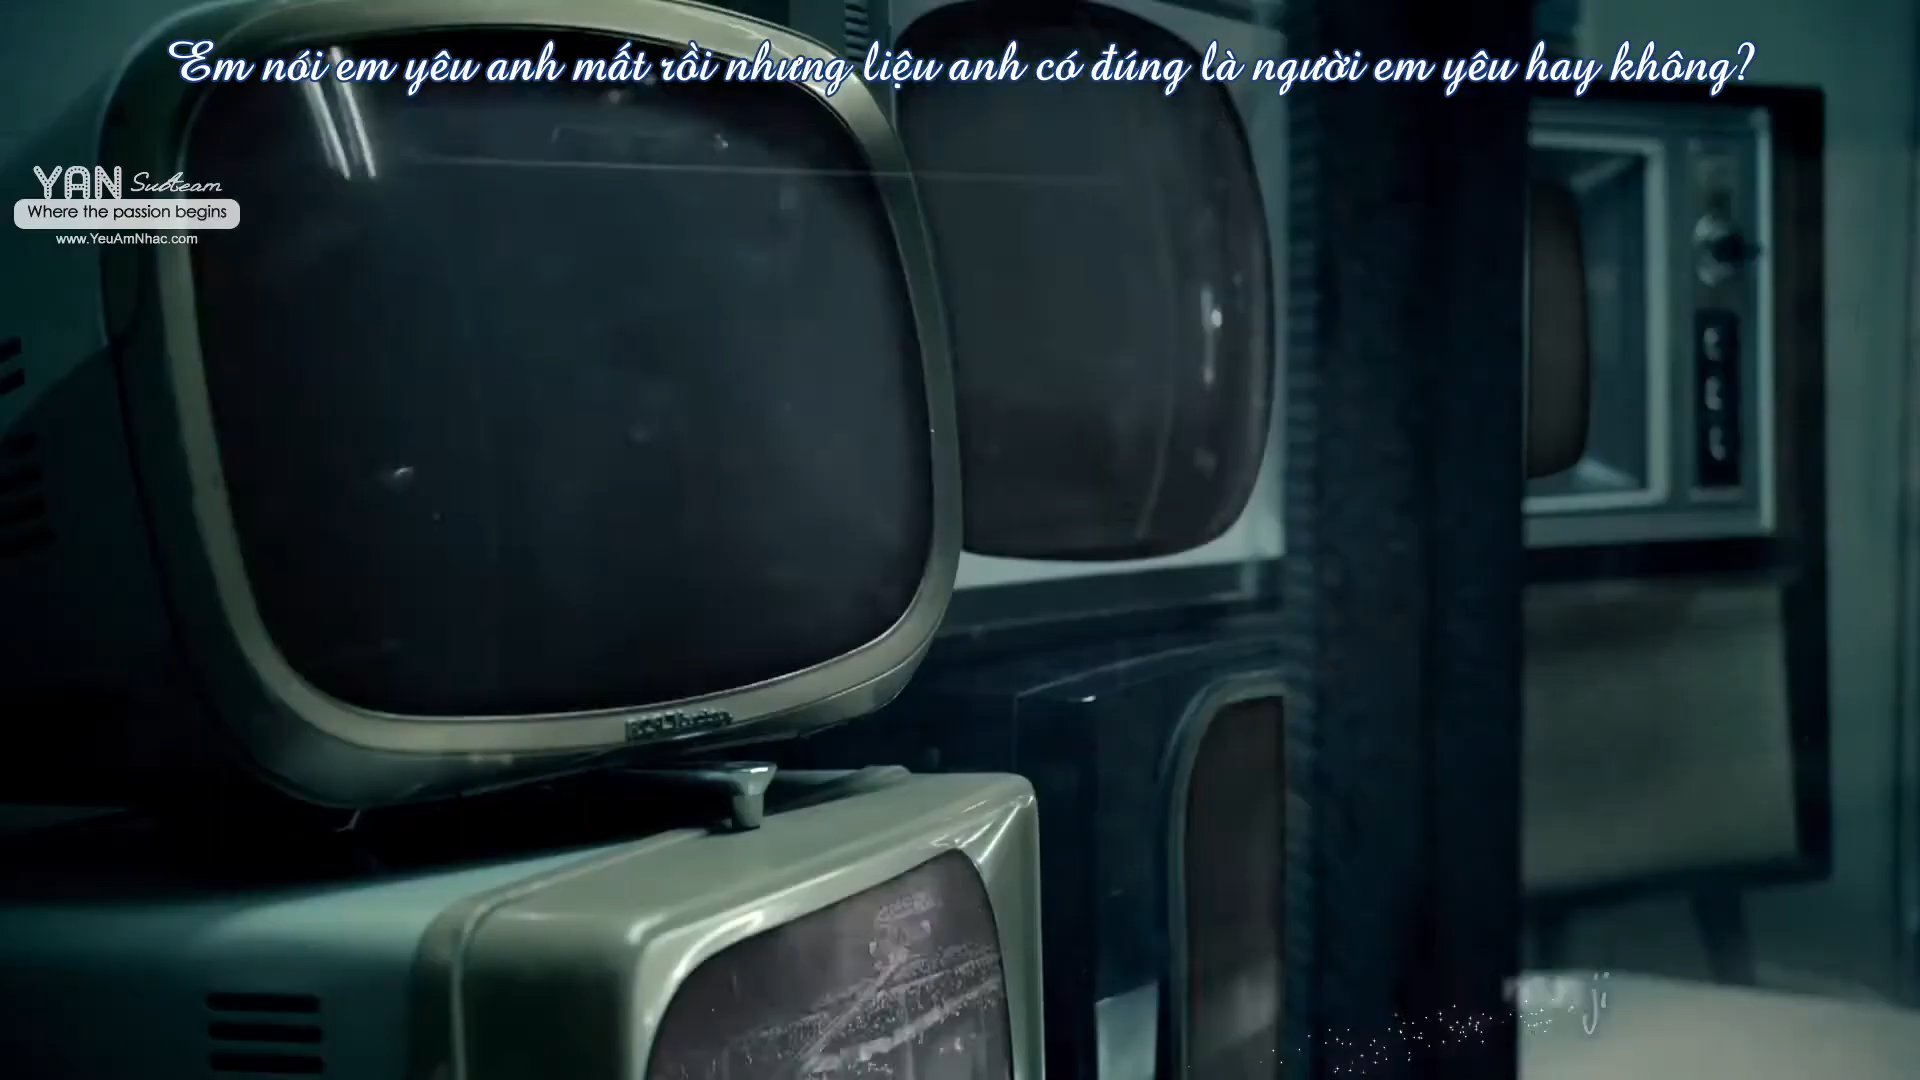 Em nói em yêu anh mất rồi nhưng liệu anh có đúng là người em yêu hay không?
YAN Subteam
Where the passion begins
www.YeuAmNhac.com
ji